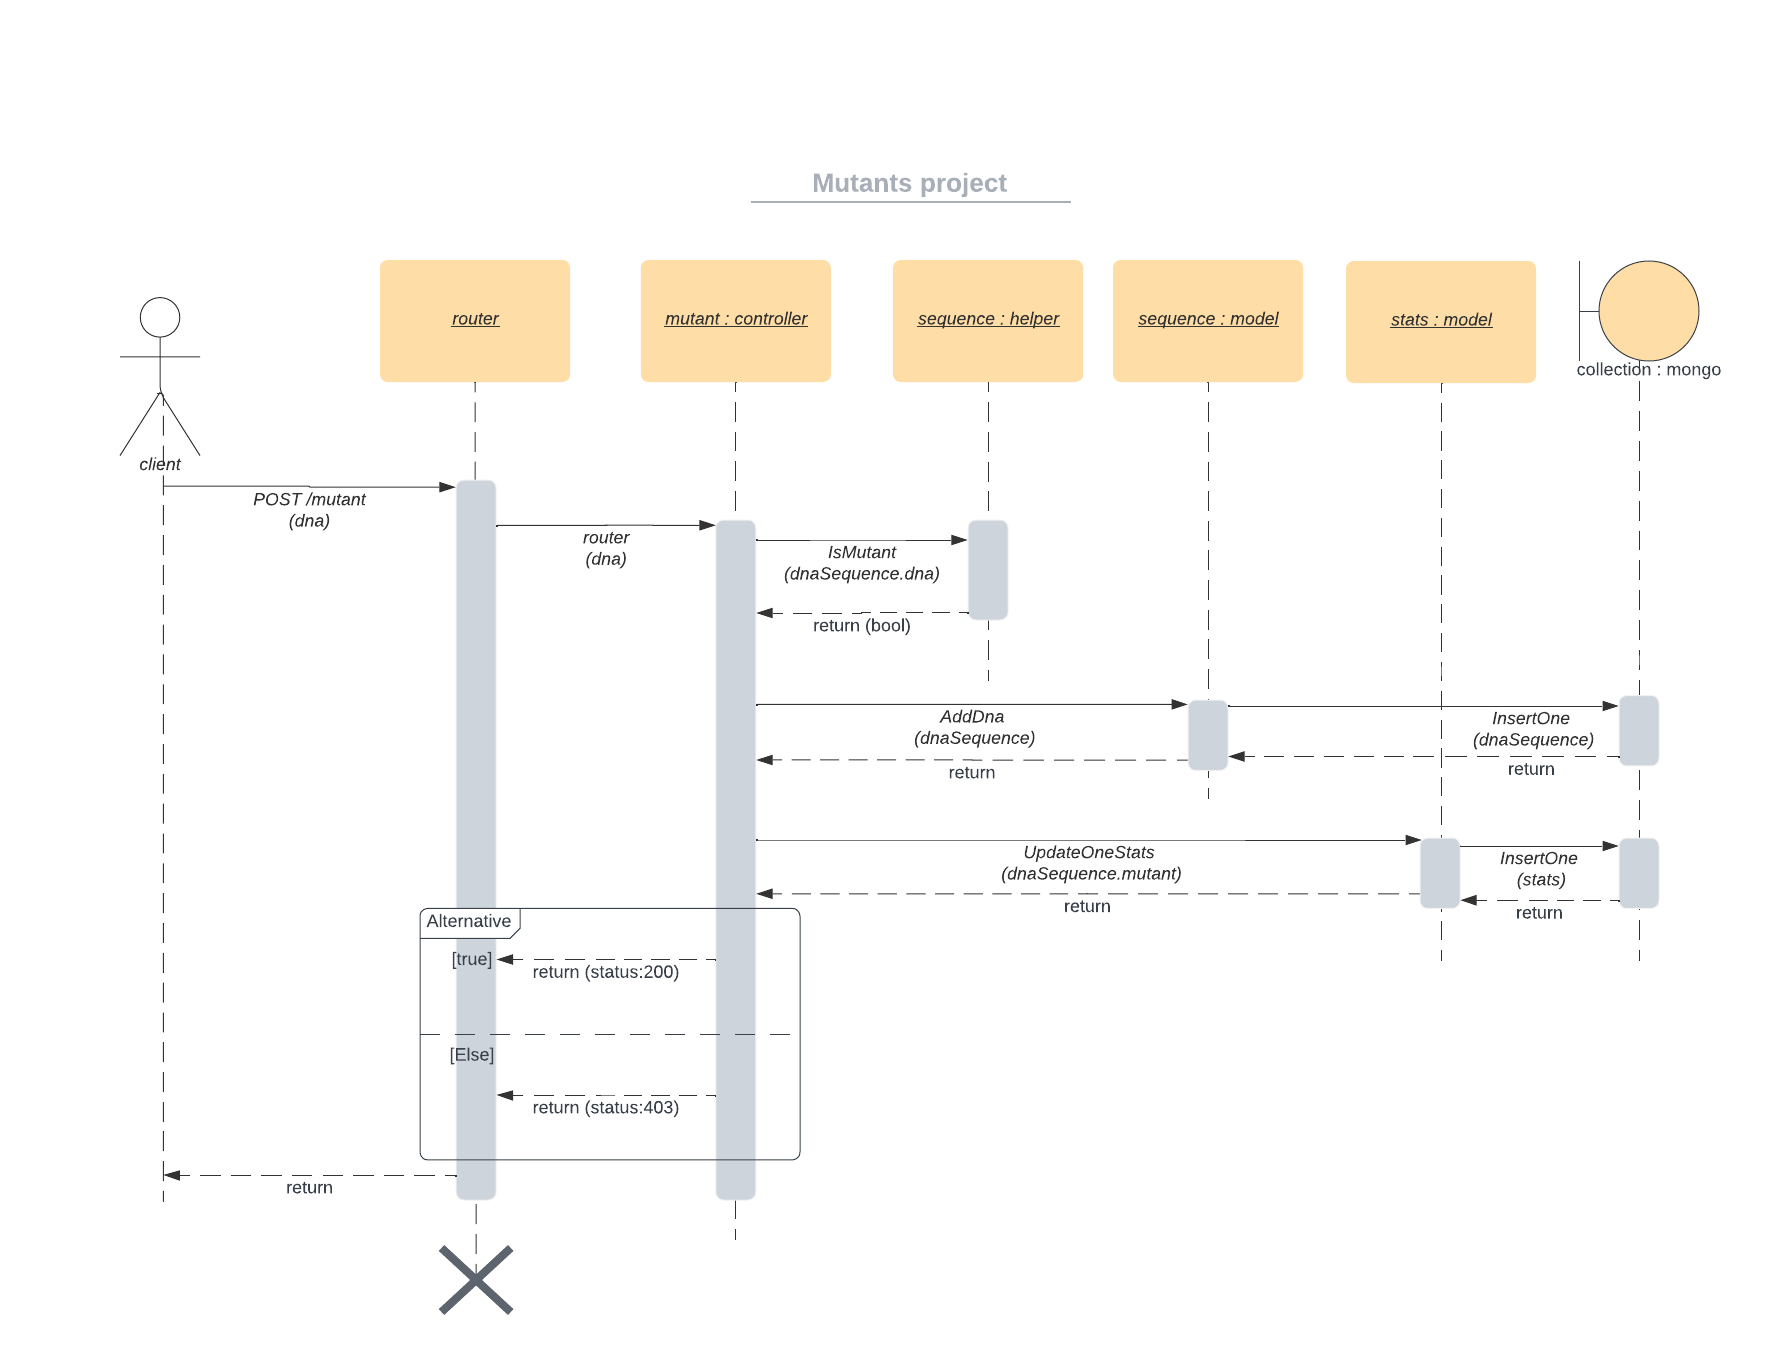 Mutants project
router
mutant : controller
sequence : helper
sequence : model
stats : model
collection : mongo
client
POST /mutant
(dna)
router
(dna)
IsMutant
(dnaSequence.dna)
return (bool)
AddDna
(dnaSequence)
return
InsertOne
(dnaSequence)
return
UpdateOneStats
(dnaSequence.mutant)
return
InsertOne
(stats)
return
Alternative
[true]
return (status:200)
[Else]
return (status:403)
return